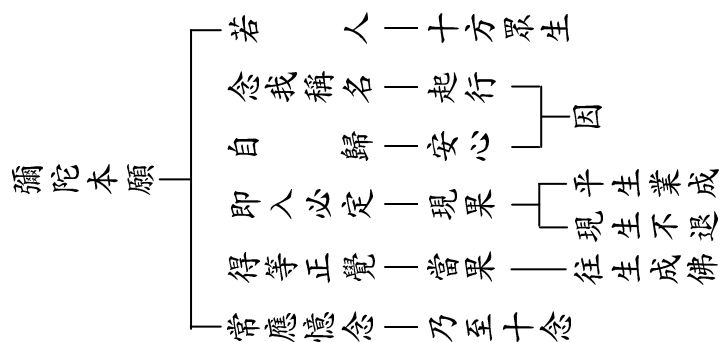 彌陀本願
若人—十方眾生
念我稱名—起行
自歸—安心
因
即入必定—現果
平生業成
現生不退
得等正覺—當果—往生成佛
常應憶念—乃至十念